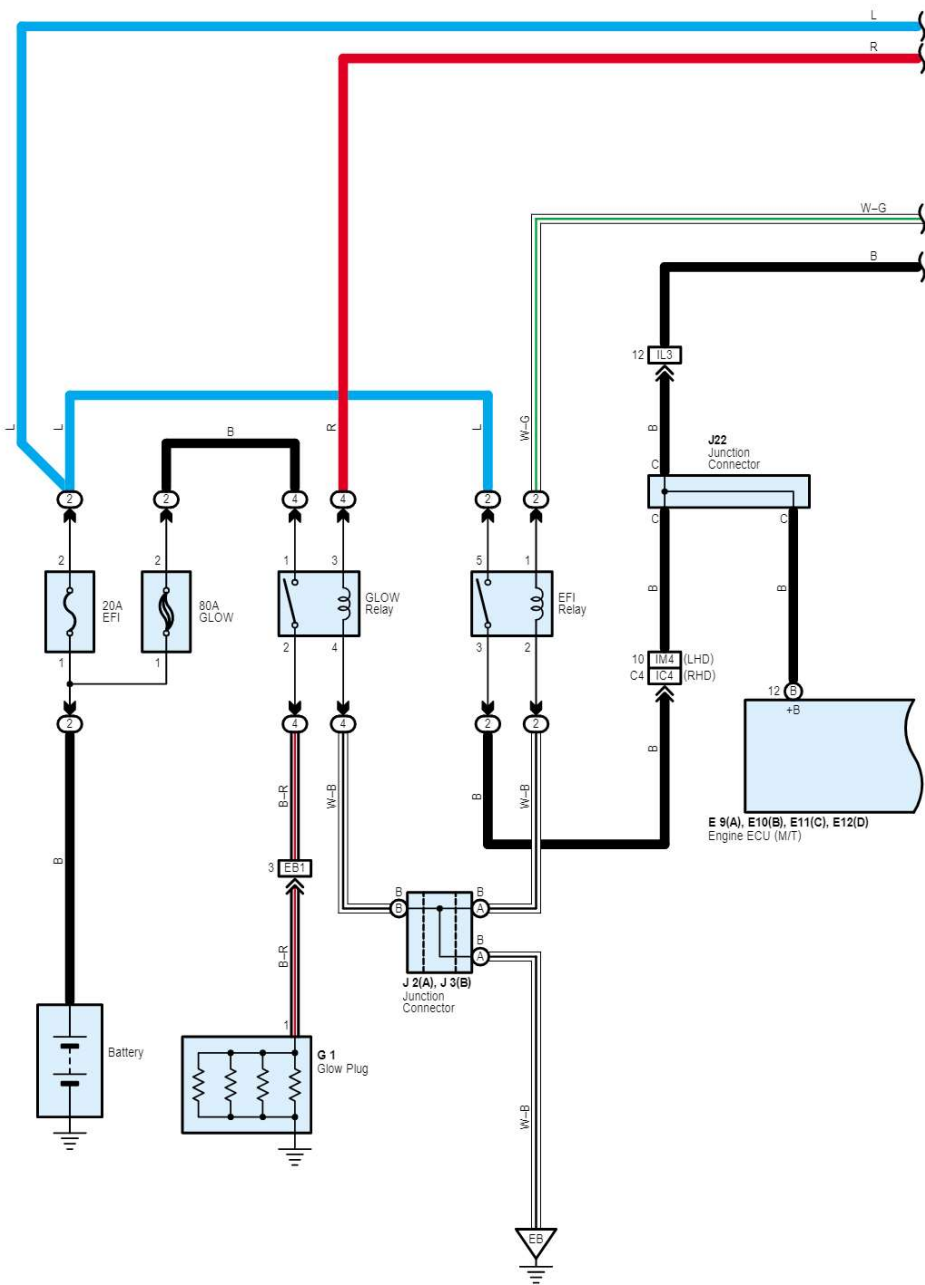 L
R
W–G
B
12 IL3
L
L
B
R
L
W–G
B
J22
Junction
Connector
C
2
2
4
4
2
2
C
C
2
2
1
3
5
1
20A
EFI
80A
GLOW
GLOW
Relay
EFI
Relay
B
B
1
1
2
4
3
2
10 IM4 (LHD)
C4 IC4 (RHD)
12 B
+B
2
4
4
2
2
B
B–R
W–B
B
W–B
E 9(A), E10(B), E11(C), E12(D)
Engine ECU (M/T)
B
3 EB1
B
B
B
A
B
A
B–R
J 2(A), J 3(B)
Junction
Connector
1
Battery
G 1
Glow Plug
W–B
EB